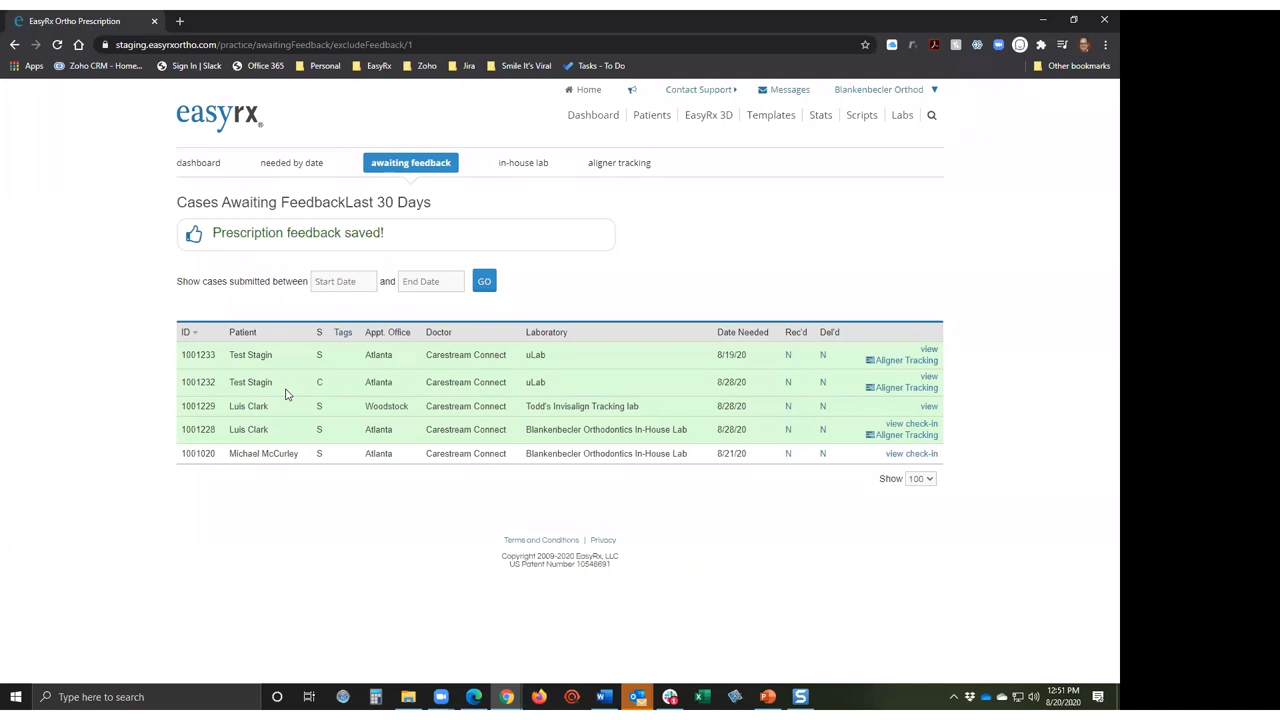 EasyRx Ortho Prescription
staging.easyrxortho.com/practice/awaitingFeedback/excludeFeedback/1
Apps Zoho CRM - Home... Sign In | Slack Office 365 Personal EasyRx Zoho Jira Smile It's Viral Tasks - To Do Other bookmarks
Home Contact Support Messages Blankenbecler Orthod
easyrx®
Dashboard Patients EasyRx 3D Templates Stats Scripts Labs
dashboard needed by date awaiting feedback in-house lab aligner tracking
Cases Awaiting FeedbackLast 30 Days
Prescription feedback saved!
Show cases submitted between Start Date and End Date GO
ID Patient S Tags Appt. Office Doctor Laboratory Date Needed Rec'd Del'd
1001233 Test Stagin S Atlanta Carestream Connect uLab 8/19/20 N N view
Aligner Tracking
1001232 Test Stagin C Atlanta Carestream Connect uLab 8/28/20 N N view
Aligner Tracking
1001229 Luis Clark S Woodstock Carestream Connect Todd's Invisalign Tracking lab 8/28/20 N N view
1001228 Luis Clark S Atlanta Carestream Connect Blankenbecler Orthodontics In-House Lab 8/28/20 N N view check-in
Aligner Tracking
1001020 Michael McCurley S Atlanta Carestream Connect Blankenbecler Orthodontics In-House Lab 8/21/20 N N view check-in
Show 100
Terms and Conditions | Privacy
Copyright 2009-2020 EasyRx, LLC
US Patent Number 10548691
Type here to search
12:51 PM
8/20/2020